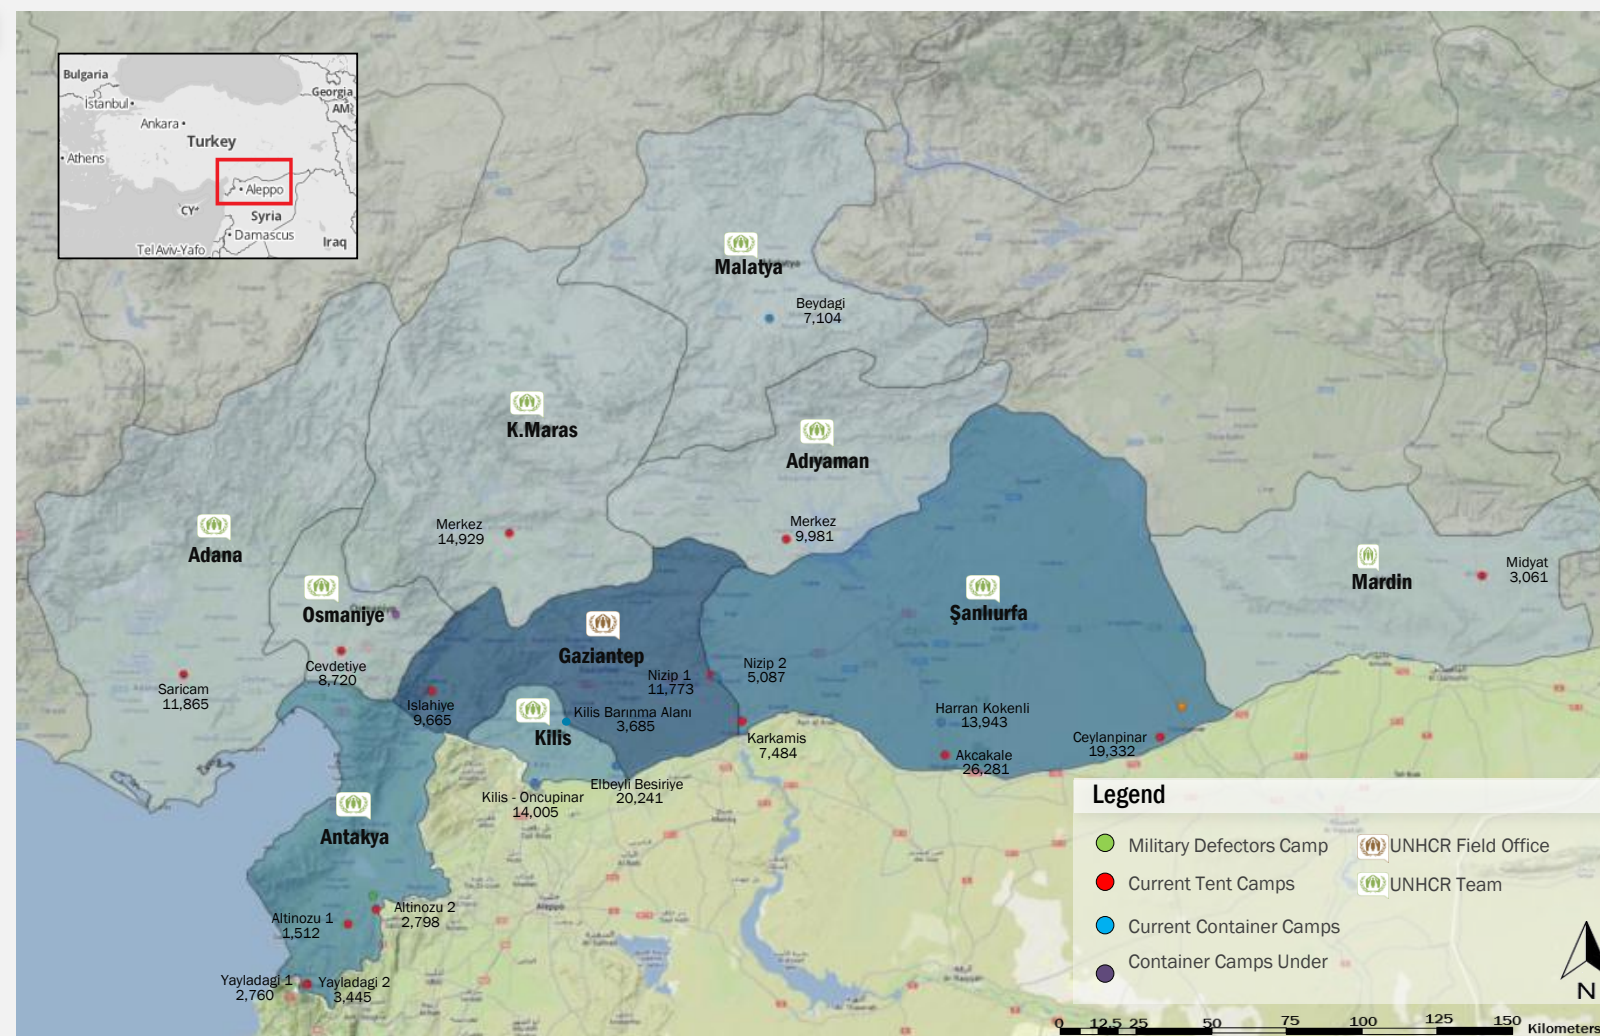 Bulgaria
Georgia
İstanbul
AM
Ankara
Turkey
Athens
Aleppo
CY
Syria
Damascus
Tel Aviv-Yafo
Iraq
Malatya
Beydagi
7,104
K.Maras
Adıyaman
Merkez
14,929
Merkez
9,981
Adana
Osmaniye
Cevdetiye
8,720
Saricam
11,865
Gaziantep
Islahiye
9,665
Nizip 1
11,773
Nizip 2
5,087
Kilis Barınma Alanı
3,685
Kilis
Karkamis
7,484
Kilis - Oncupinar
14,005
Elbeyli Besiriye
20,241
Şanlıurfa
Harran Kokenli
13,943
Akcakale
26,281
Ceylanpinar
19,332
Mardin
Midyat
3,061
Antakya
Altinozu 1
1,512
Altinozu 2
2,798
Yayladagi 1
2,760
Yayladagi 2
3,445
Legend
Military Defectors Camp
UNHCR Field Office
Current Tent Camps
UNHCR Team
Current Container Camps
Container Camps Under
N
0 12,5 25 50 75 100 125 150 Kilometers